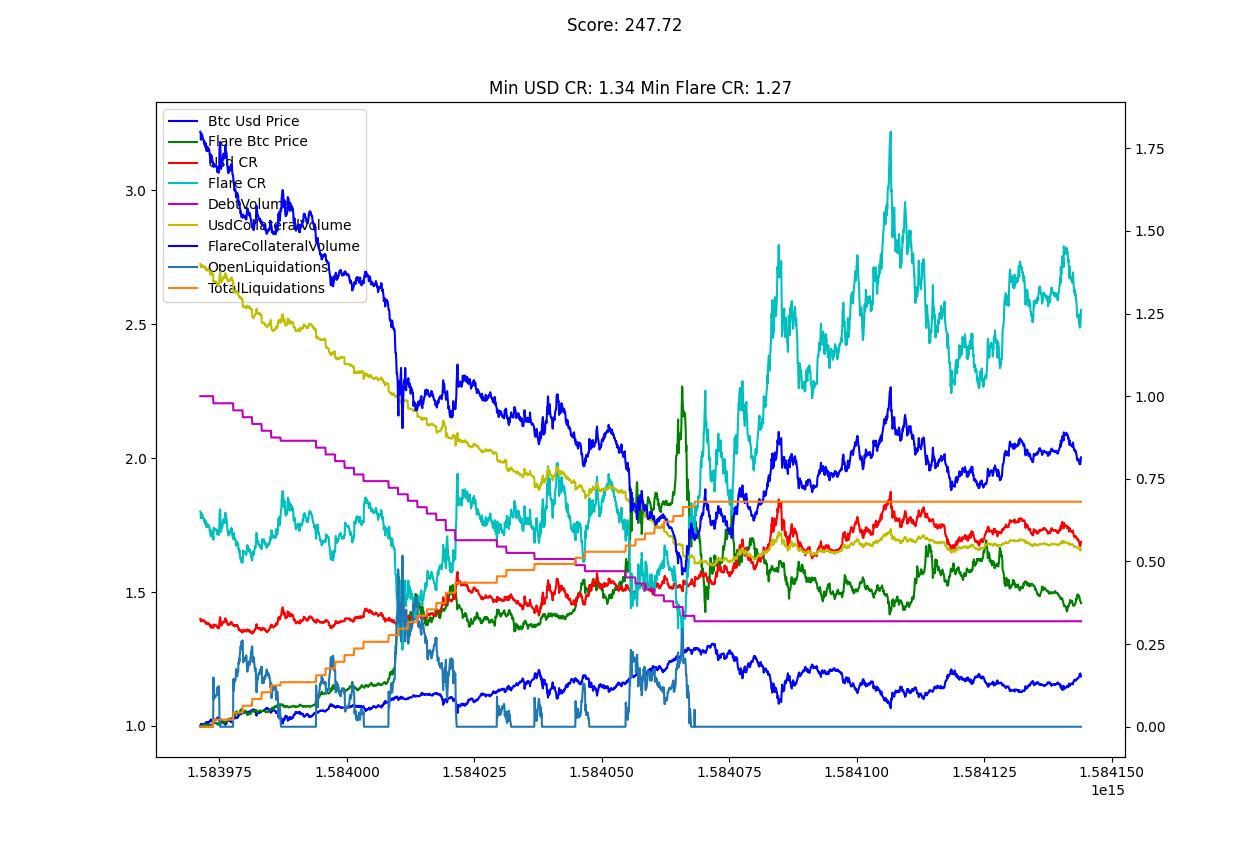 Score: 247.72
Min USD CR: 1.34 Min Flare CR: 1.27
Btc Usd Price
Flare Btc Price
Usd CR
Flare CR
DebtVolume
UsdCollateralVolume
FlareCollateralVolume
OpenLiquidations
TotalLiquidations
3.0
2.5
2.0
1.5
1.0
1.75
1.50
1.25
1.00
0.75
0.50
0.25
0.00
1.583975
1.584000
1.584025
1.584050
1.584075
1.584100
1.584125
1.584150
1e15